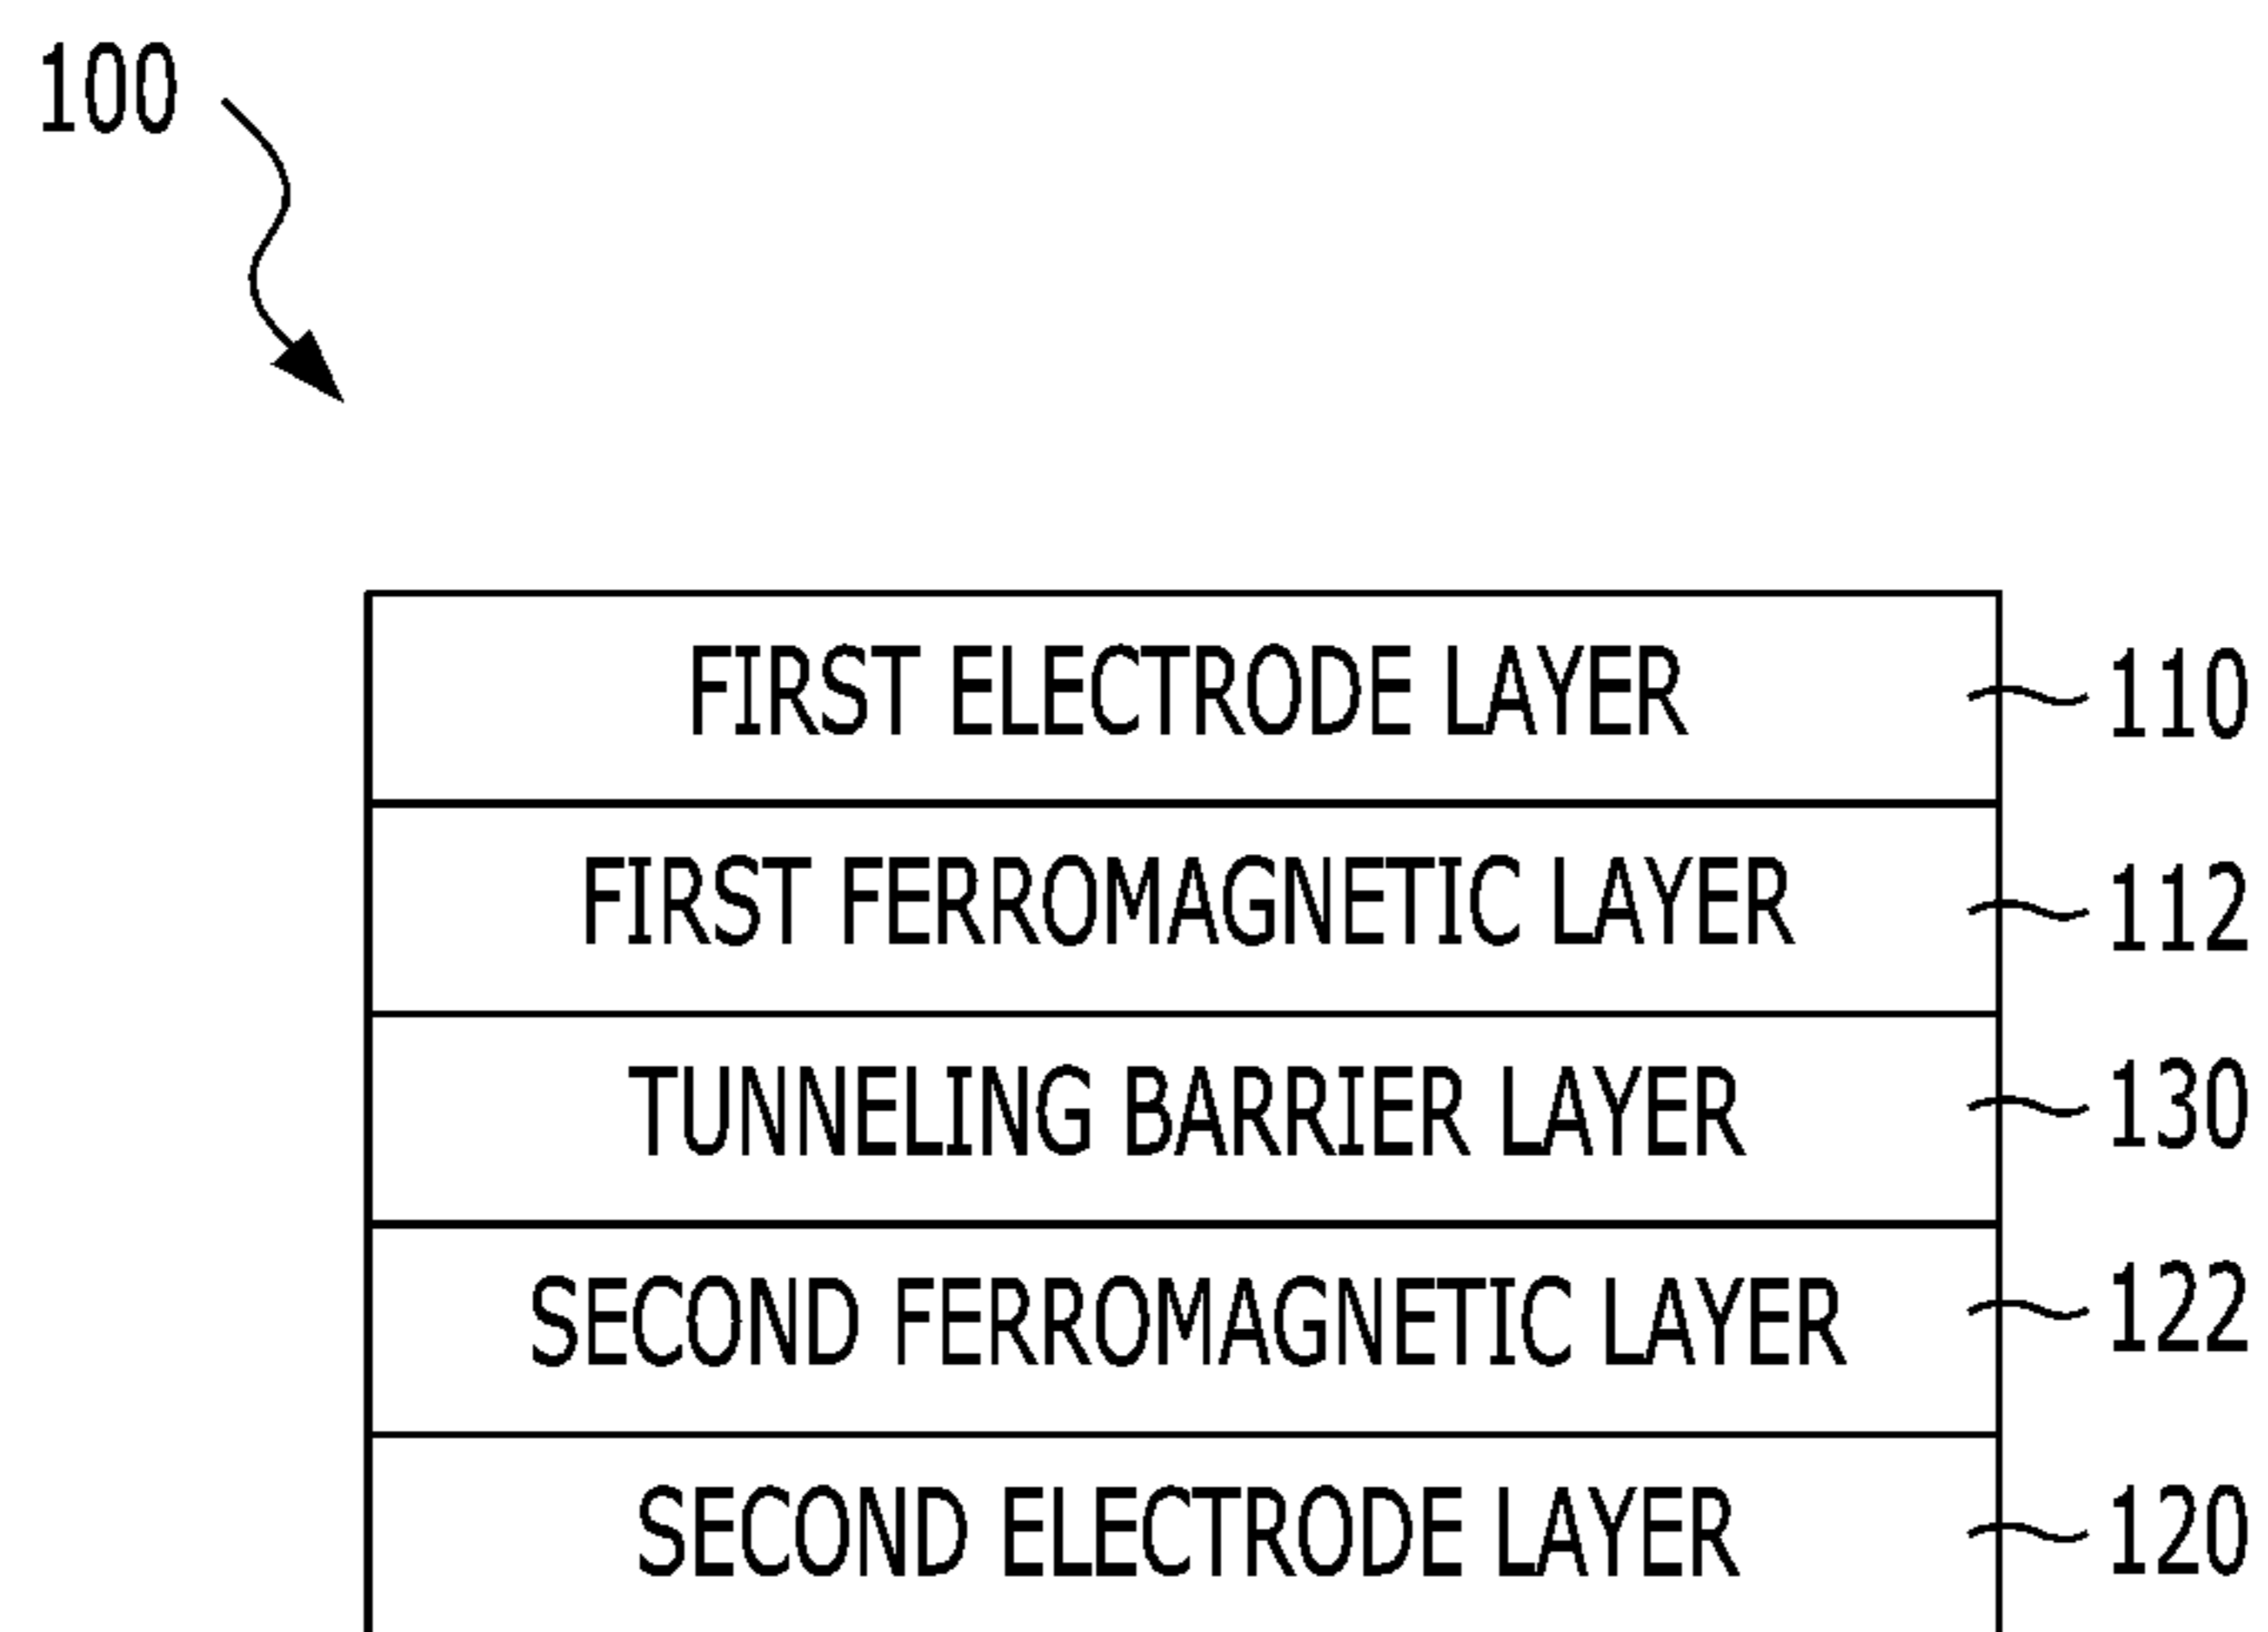 100
FIRST ELECTRODE LAYER 110
FIRST FERROMAGNETIC LAYER 112
TUNNELING BARRIER LAYER 130
SECOND FERROMAGNETIC LAYER 122
SECOND ELECTRODE LAYER 120